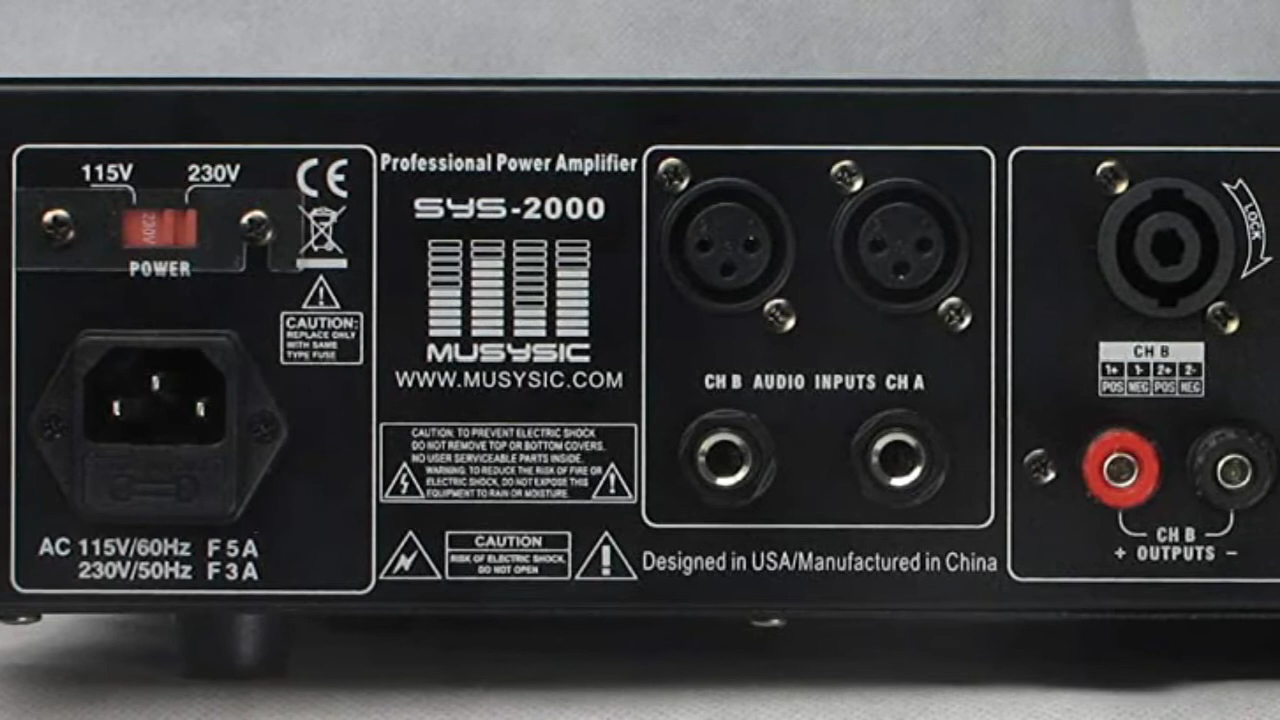 115V 230V
230V
POWER
CE
CAUTION:
REPLACE ONLY
WITH SAME
TYPE FUSE
AC 115V/60Hz F 5 A
230V/50Hz F 3 A
Professional Power Amplifier
SYS-2000
MUSYSIC
WWW.MUSYSIC.COM
CAUTION: TO PREVENT ELECTRIC SHOCK
DO NOT REMOVE TOP OR BOTTOM COVERS.
NO USER SERVICEABLE PARTS INSIDE.
WARNING: TO REDUCE THE RISK OF FIRE OR
ELECTRIC SHOCK, DO NOT EXPOSE THIS
EQUIPMENT TO RAIN OR MOISTURE.
CAUTION
RISK OF ELECTRIC SHOCK.
DO NOT OPEN
CH B AUDIO INPUTS CH A
Designed in USA/Manufactured in China
LOCK
CH B
1+ 1- 2+ 2-
POS NEG POS NEG
CH B
+ OUTPUTS −